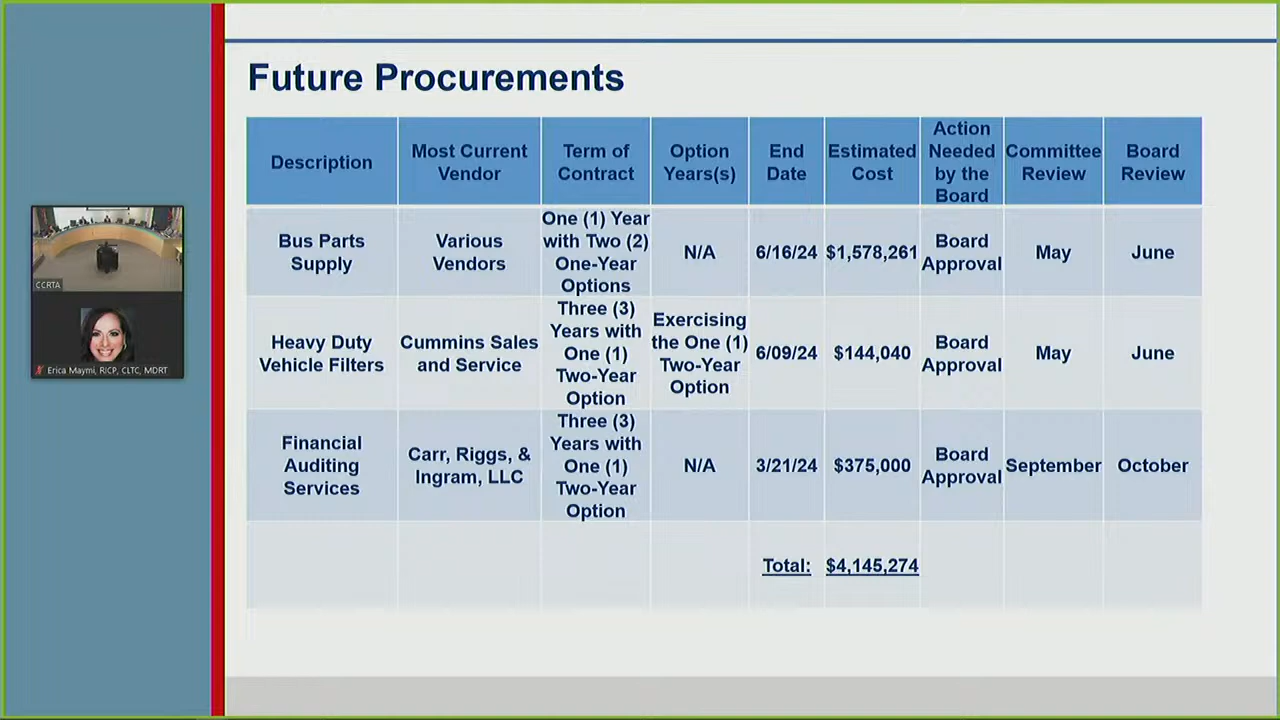 Future Procurements
Description
Most Current
Vendor
Term of
Contract
Option
Years(s)
End
Date
Estimated
Cost
Action
Needed
by the
Board
Committee
Review
Board
Review
Bus Parts
Supply
Various
Vendors
One (1) Year
with Two (2)
One-Year
Options
N/A
6/16/24
$1,578,261
Board
Approval
May
June
Heavy Duty
Vehicle Filters
Cummins Sales
and Service
Three (3)
Years with
One (1)
Two-Year
Option
Exercising
the One (1)
Two-Year
Option
6/09/24
$144,040
Board
Approval
May
June
Financial
Auditing
Services
Carr, Riggs, &
Ingram, LLC
Three (3)
Years with
One (1)
Two-Year
Option
N/A
3/21/24
$375,000
Board
Approval
September
October
Total:
$4,145,274
CCRTA
Erica Maymi, RICP, CLTC, MDRT